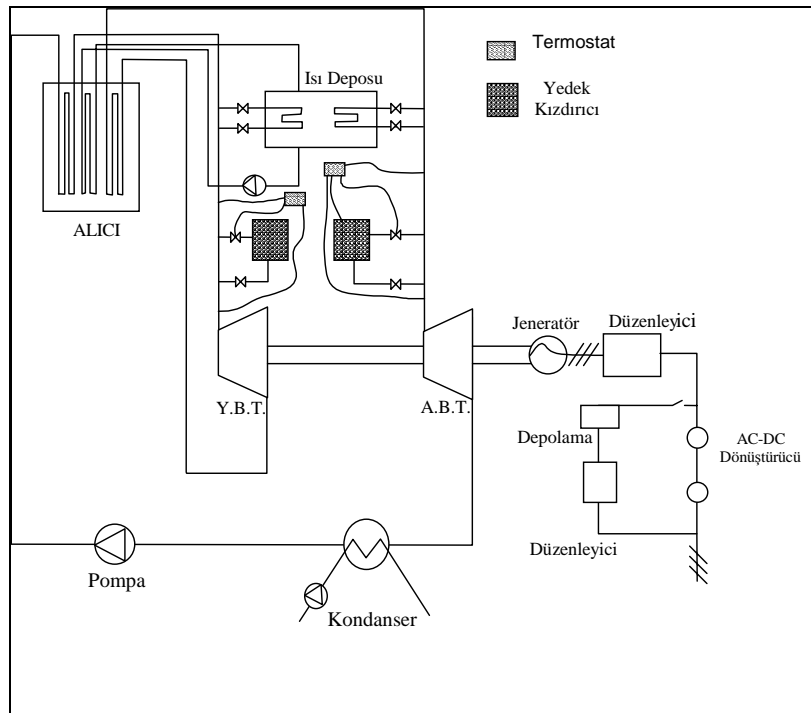 Termostat
Isı Deposu
Yedek
Kızdırıcı
ALICI
Jeneratör
Düzenleyici
Y.B.T.
A.B.T.
Depolama
AC-DC
Dönüştürücü
Düzenleyici
Pompa
Kondanser